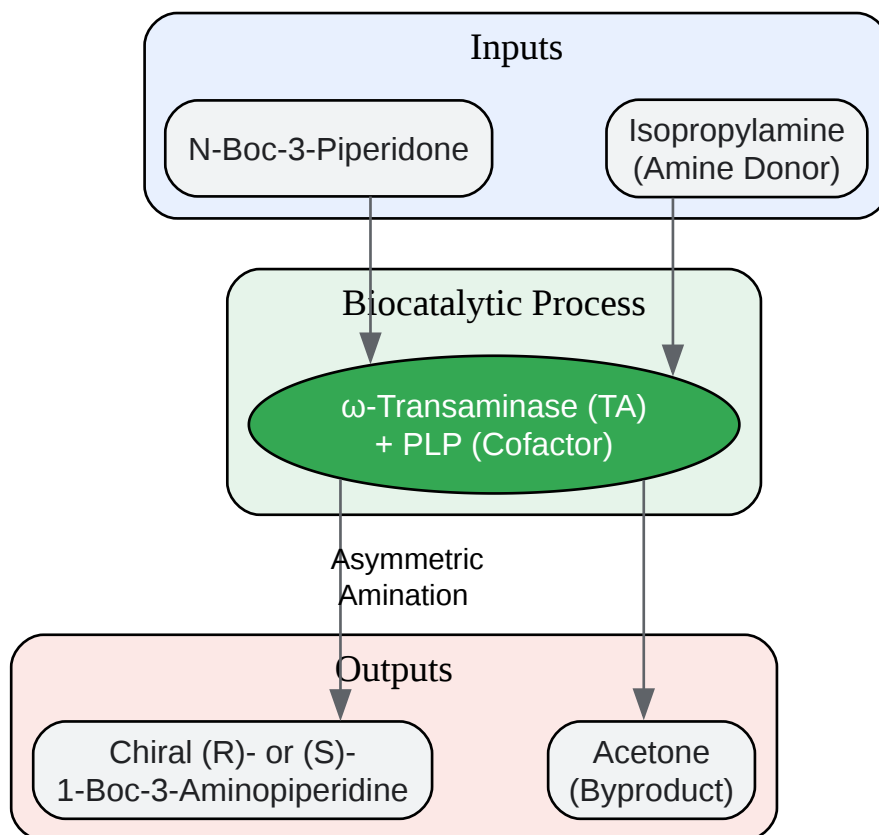 Inputs
N-Boc-3-Piperidone
Isopropylamine
(Amine Donor)
Biocatalytic Process
ω-Transaminase (TA)
+ PLP (Cofactor)
Asymmetric
Amination
Outputs
Chiral (R)- or (S)-
1-Boc-3-Aminopiperidine
Acetone
(Byproduct)